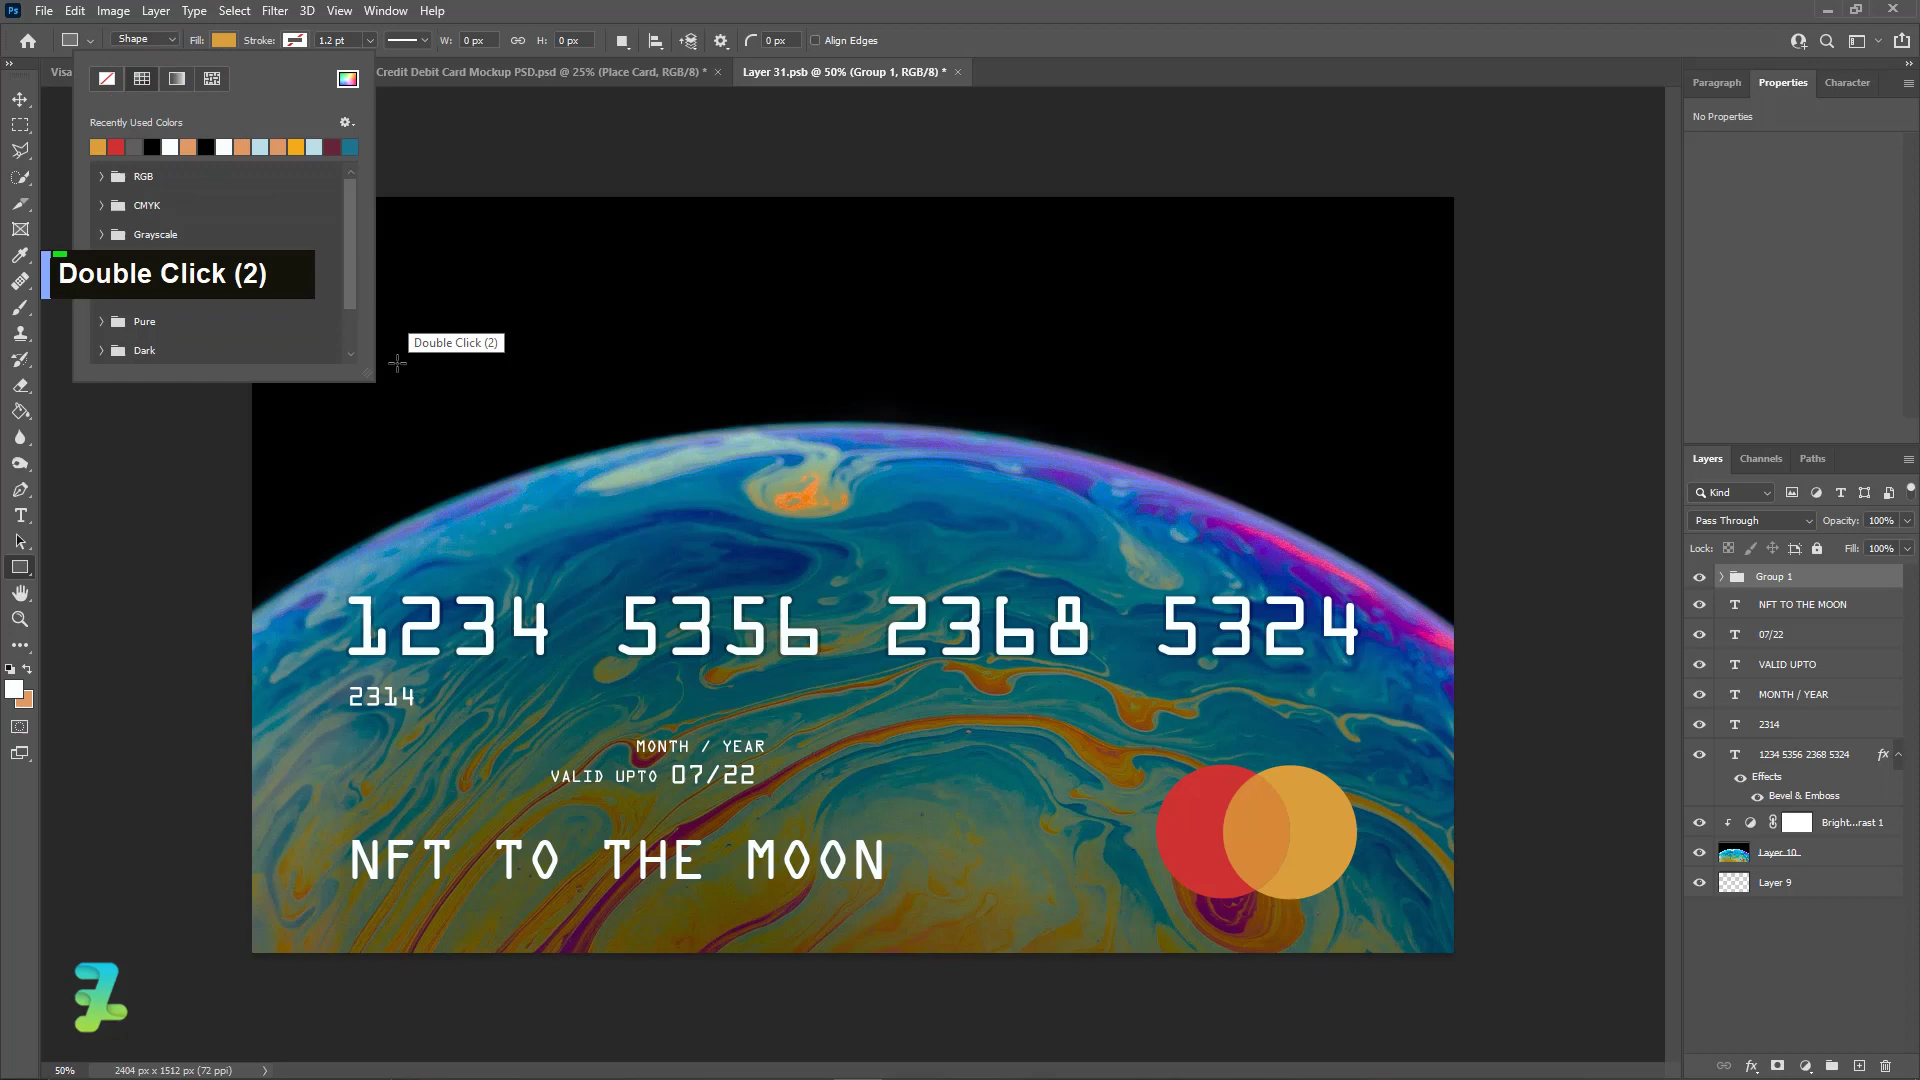 Ps File Edit Image Layer Type Select Filter 3D View Window Help
Shape Fill: Stroke: 1.2 pt W: 0 px H: 0 px 0 px Align Edges
Visa
Credit Debit Card Mockup PSD.psd @ 25% (Place Card, RGB/8) * ×
Layer 31.psb @ 50% (Group 1, RGB/8) * ×
Recently Used Colors
RGB
CMYK
Grayscale
Double Click (2)
Pure
Dark
Double Click (2)
1234 5356 2368 5324
2314
MONTH / YEAR
VALID UPTO 07/22
NFT TO THE MOON
Paragraph Properties Character
No Properties
Layers Channels Paths
Kind
Pass Through Opacity: 100%
Lock: Fill: 100%
Group 1
T NFT TO THE MOON
T 07/22
T VALID UPTO
T MONTH / YEAR
T 2314
T 1234 5356 2368 5324 fx
Effects
Bevel & Emboss
Bright...rast 1
Layer 10
Layer 9
50% 2404 px x 1512 px (72 ppi)
fx